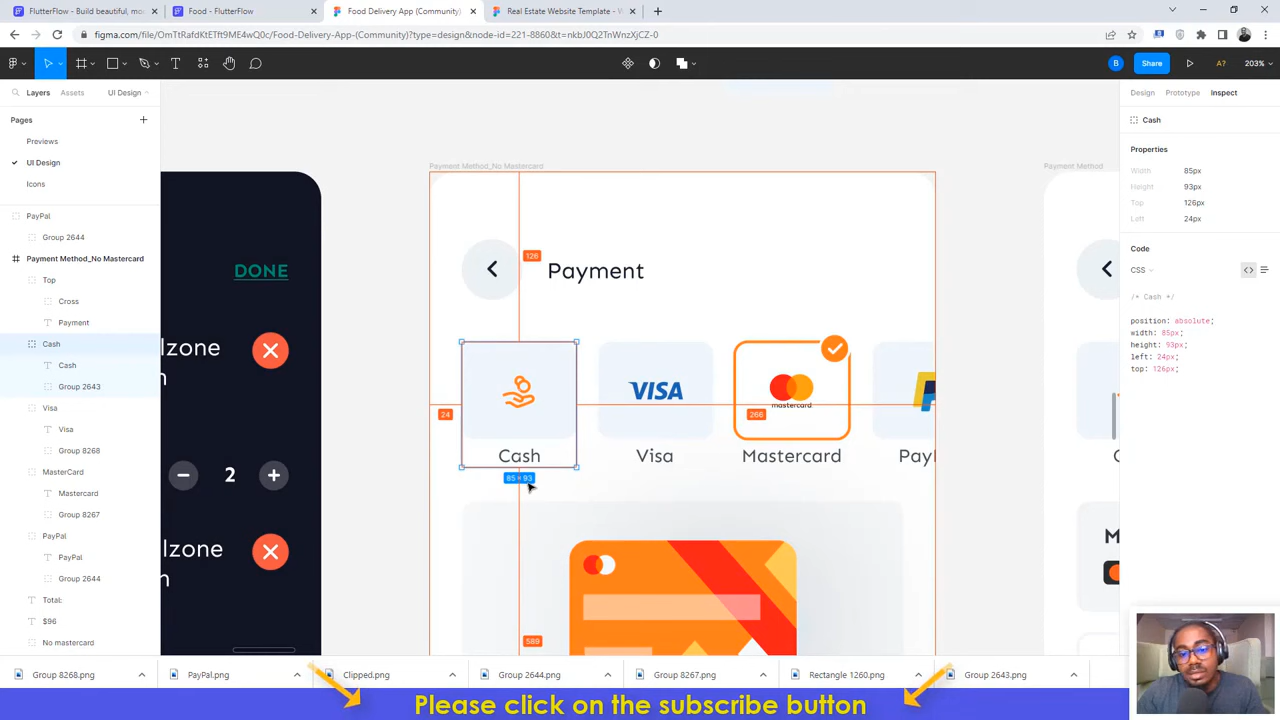 FlutterFlow - Build beautiful, mo
Food - FlutterFlow
Food Delivery App (Community)
Real Estate Website Template - W
figma.com/file/OmTtRafdKtETft9ME4wQ0c/Food-Delivery-App-(Community)?type=design&node-id=221-8860&t=nkbJ0Q2TnWnzXjCZ-0
B
Share
A?
203%
Layers
Assets
UI Design
Design
Prototype
Inspect
Pages
Previews
UI Design
Icons
PayPal
Group 2644
Payment Method_No Mastercard
Top
Cross
Payment
Cash
Cash
Group 2643
Visa
Visa
Group 8268
MasterCard
Mastercard
Group 8267
PayPal
PayPal
Group 2644
Total:
$96
No mastercard
DONE
lzone
2
lzone
Payment Method_No Mastercard
Payment Method
126
Payment
VISA
mastercard
24
266
Cash
Visa
Mastercard
Payl
85 × 93
589
Cash
Properties
Width 85px
Height 93px
Top 126px
Left 24px
Code
CSS
/* Cash */
position: absolute;
width: 85px;
height: 93px;
left: 24px;
top: 126px;
Group 8268.png
PayPal.png
Clipped.png
Group 2644.png
Group 8267.png
Rectangle 1260.png
Group 2643.png
Please click on the subscribe button